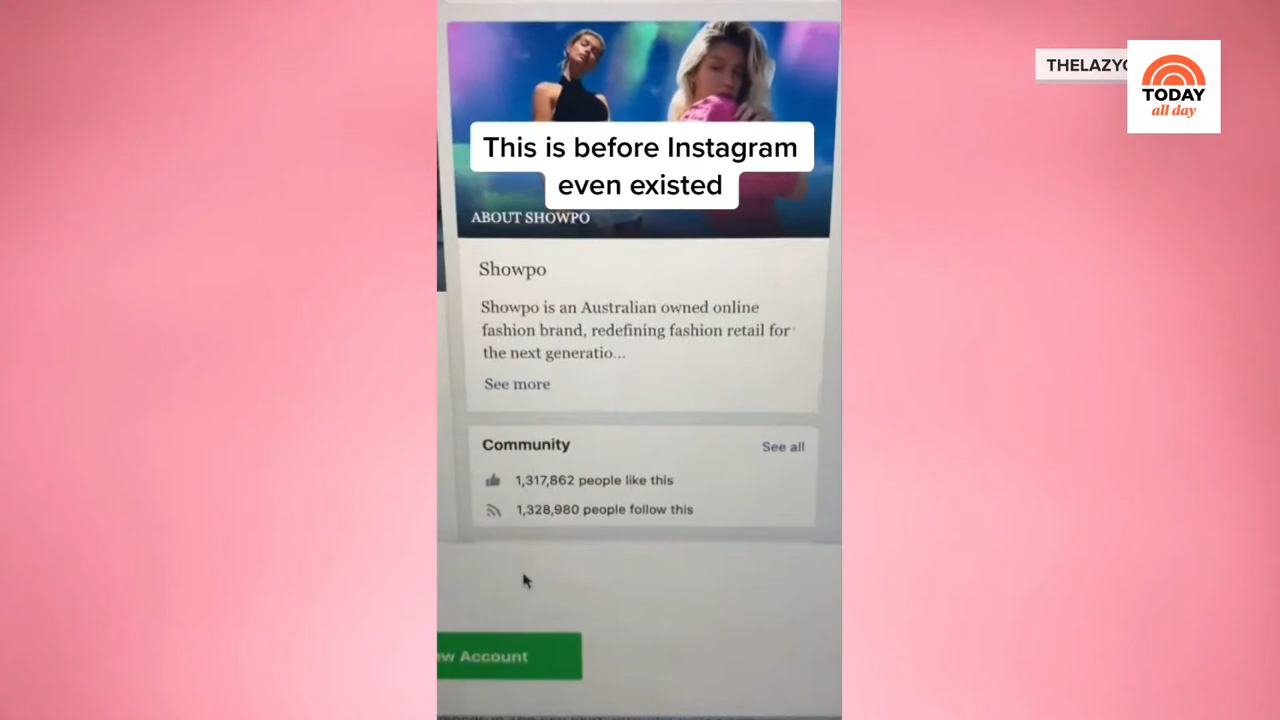 THELAZYC
TODAY
all day
This is before Instagram
even existed
ABOUT SHOWPO
Showpo
Showpo is an Australian owned online
fashion brand, redefining fashion retail for
the next generatio...
See more
Community
See all
1,317,862 people like this
1,328,980 people follow this
Account